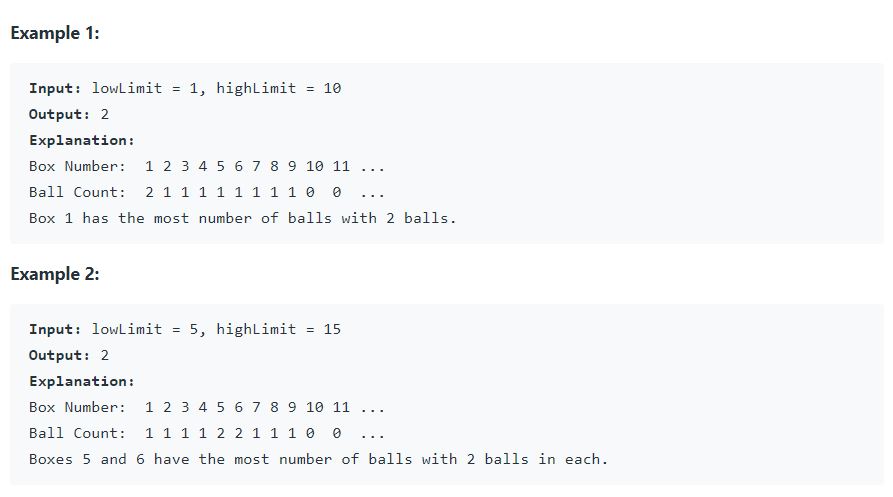 Example 1:
Input: lowLimit = 1, highLimit = 10
Output: 2
Explanation:
Box Number:  1 2 3 4 5 6 7 8 9 10 11 ...
Ball Count:  2 1 1 1 1 1 1 1 1 0  0  ...
Box 1 has the most number of balls with 2 balls.
Example 2:
Input: lowLimit = 5, highLimit = 15
Output: 2
Explanation:
Box Number:  1 2 3 4 5 6 7 8 9 10 11 ...
Ball Count:  1 1 1 1 2 2 1 1 1 0  0  ...
Boxes 5 and 6 have the most number of balls with 2 balls in each.